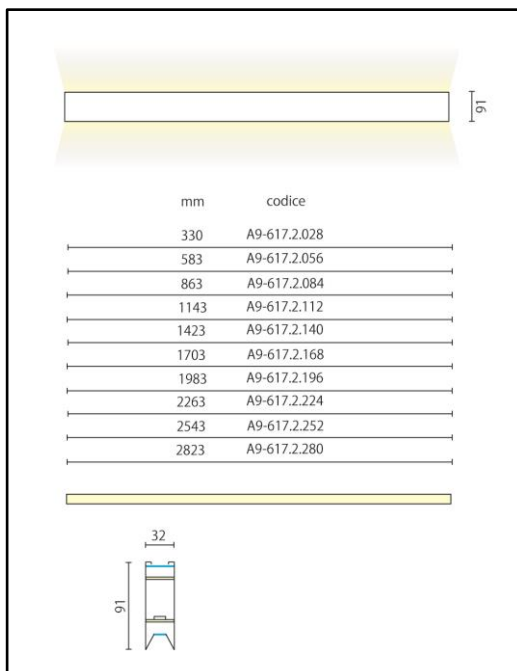 91
mm codice
330 A9-617.2.028
583 A9-617.2.056
863 A9-617.2.084
1143 A9-617.2.112
1423 A9-617.2.140
1703 A9-617.2.168
1983 A9-617.2.196
2263 A9-617.2.224
2543 A9-617.2.252
2823 A9-617.2.280
32
91